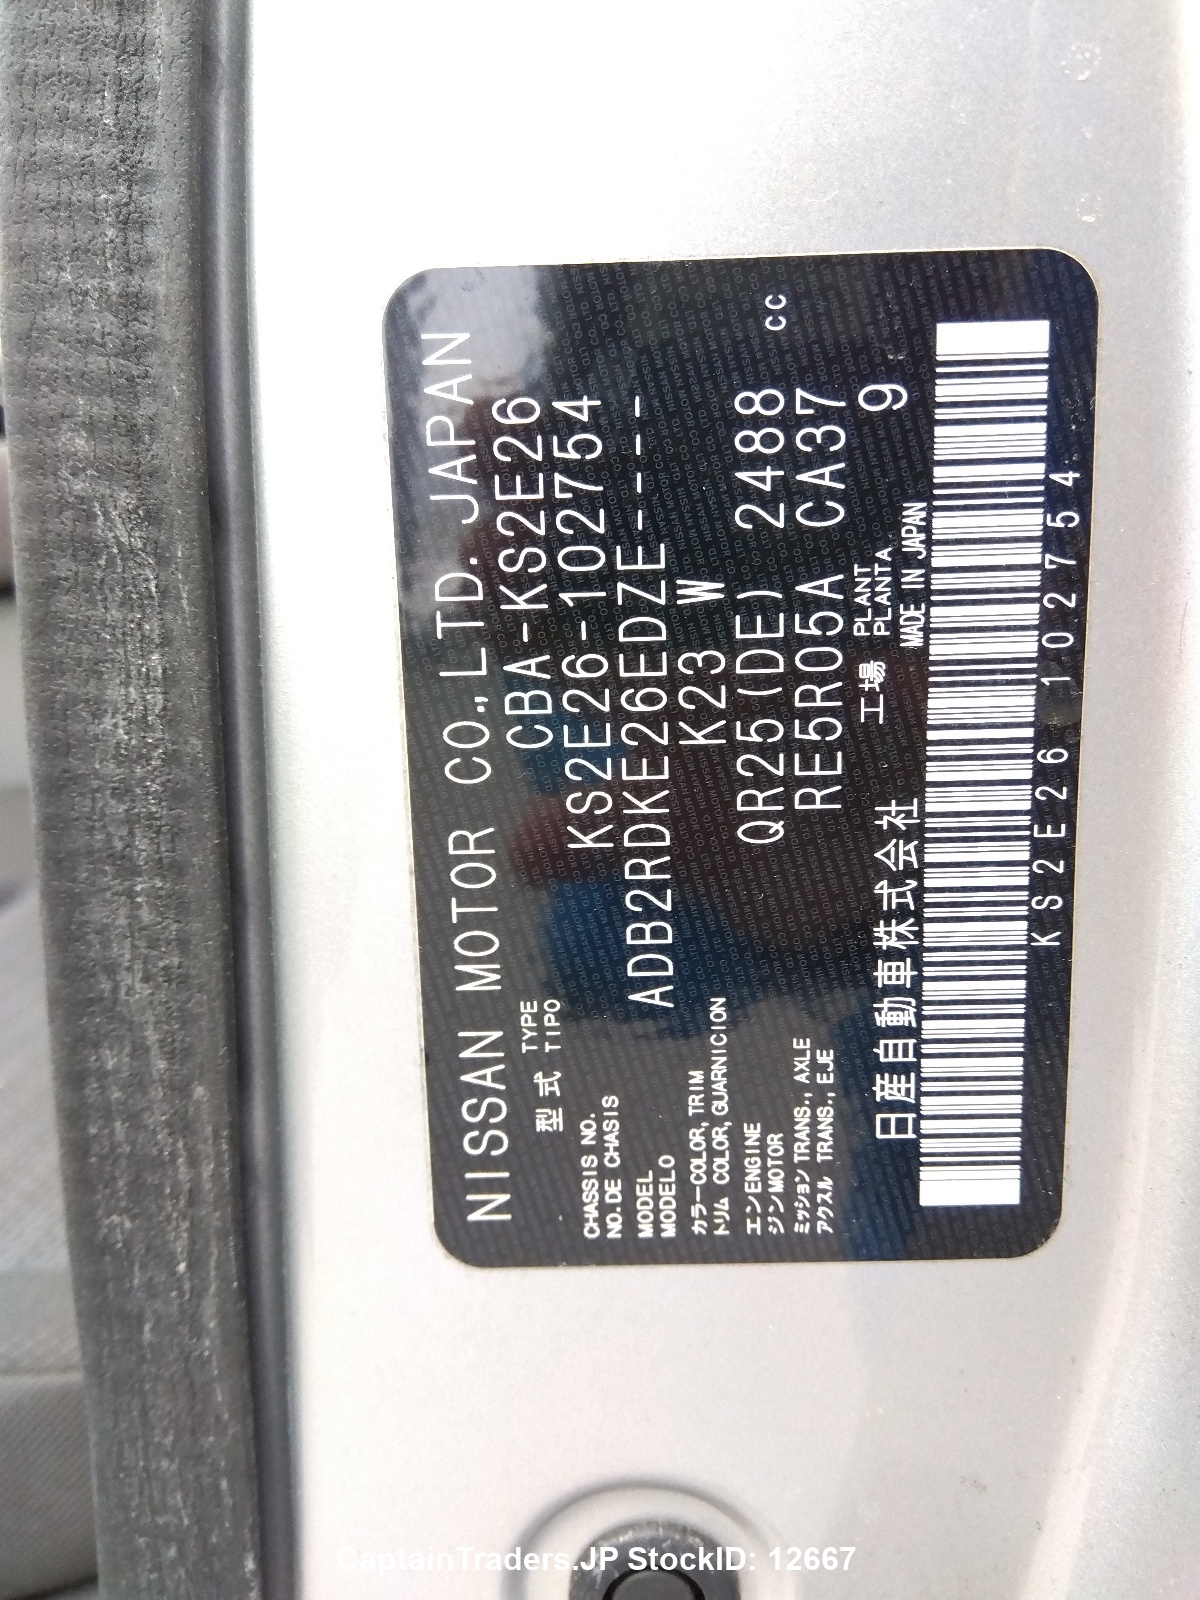 NISSAN MOTOR CO.,LTD. JAPAN
型式 TYPE TIPO CBA-KS2E26
CHASSIS NO.
NO. DE CHASIS KS2E26-102754
MODEL
MODELO ADB2RDKE26EDZE-----
カラー COLOR, TRIM
トリム COLOR, GUARNICION K23 W
エンジン ENGINE MOTOR QR25(DE) 2488 cc
ミッション TRANS., AXLE
アクスル TRANS., EJE RE5R05A CA37
工場 PLANT PLANTA 9
日産自動車株式会社 MADE IN JAPAN
KS2E26 102754
CaptainTraders.JP StockID: 12667